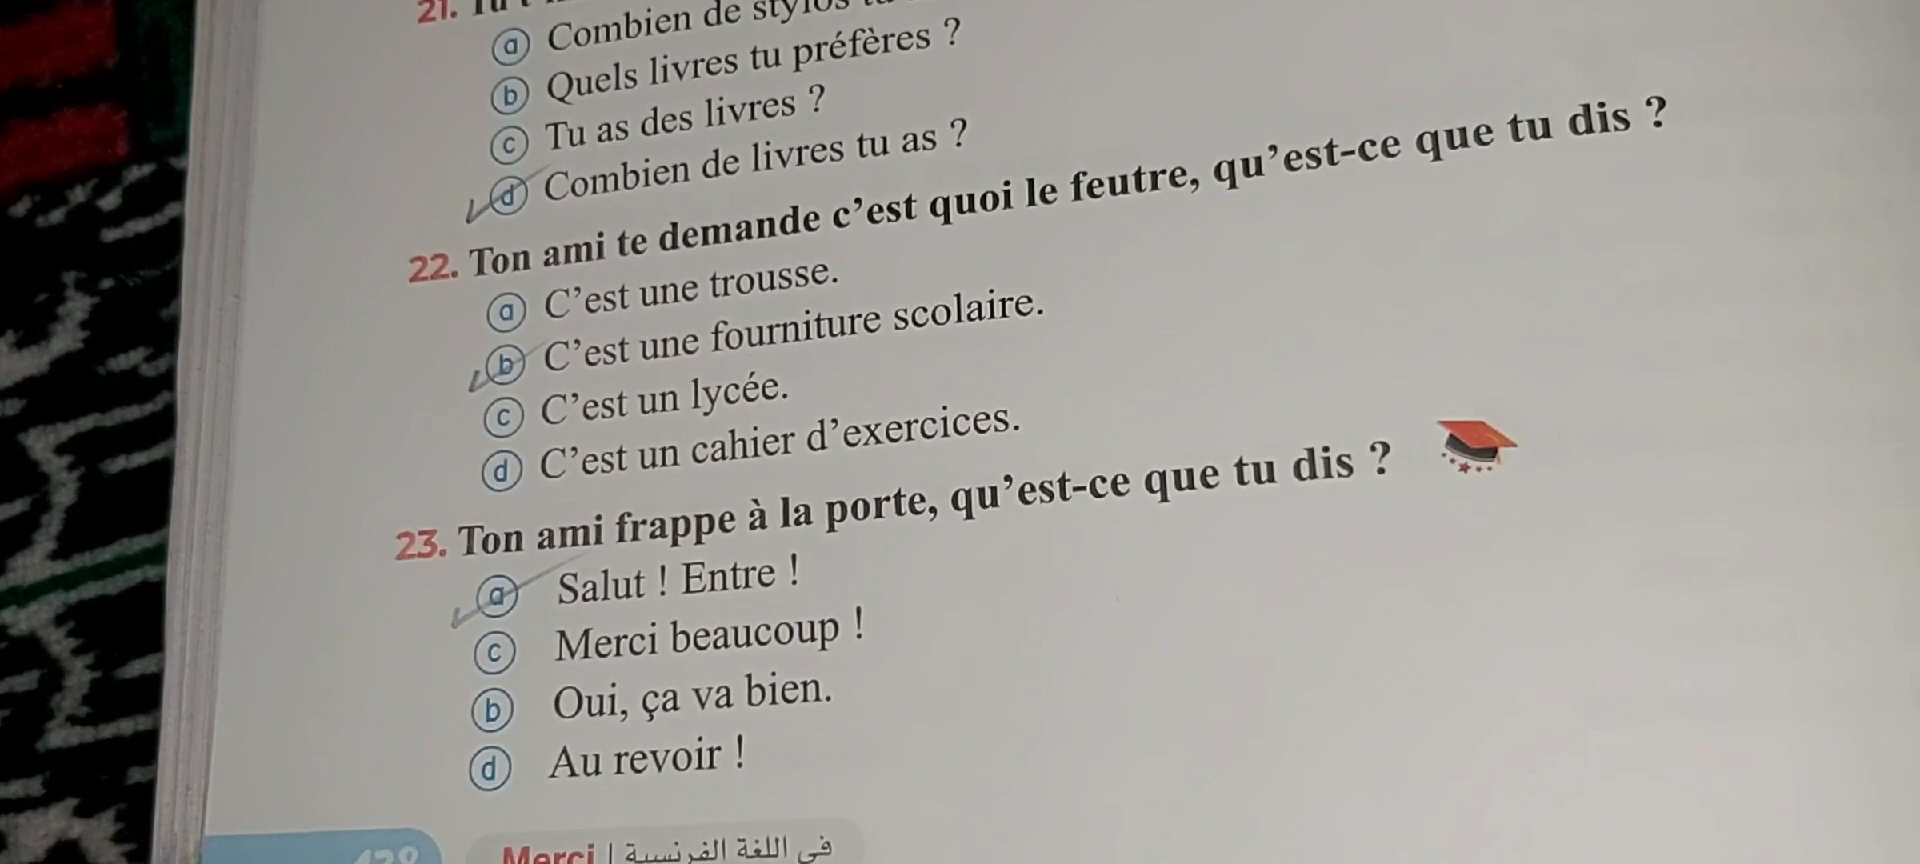 21.
a Combien de stylos
b Quels livres tu préfères ?
c Tu as des livres ?
d Combien de livres tu as ?
22. Ton ami te demande c'est quoi le feutre, qu'est-ce que tu dis ?
a C'est une trousse.
b C'est une fourniture scolaire.
c C'est un lycée.
d C'est un cahier d'exercices.
23. Ton ami frappe à la porte, qu'est-ce que tu dis ?
a Salut ! Entre !
c Merci beaucoup !
b Oui, ça va bien.
d Au revoir !
Merci | في اللغة الفرنسية